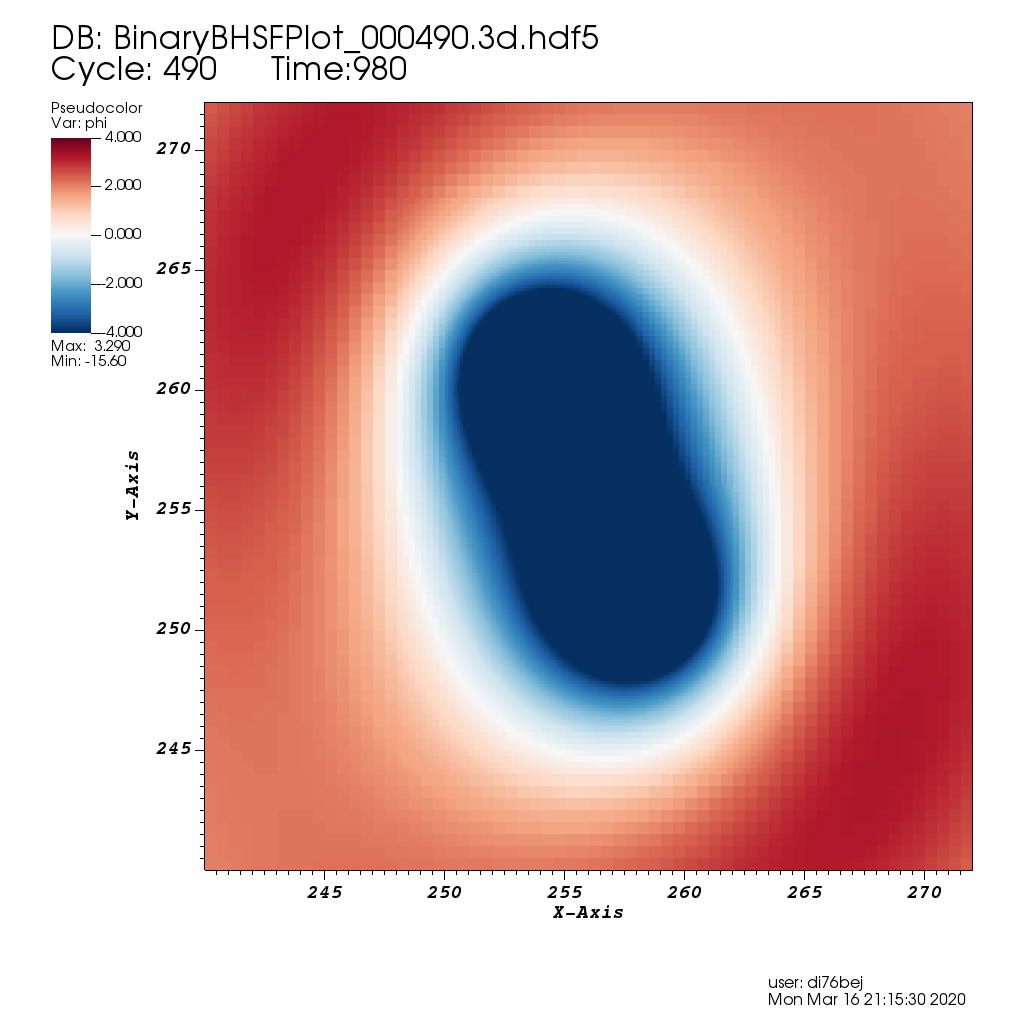 DB: BinaryBHSFPlot_000490.3d.hdf5
Cycle: 490 Time:980
Pseudocolor
Var: phi
4.000
2.000
0.000
-2.000
-4.000
Max: 3.290
Min: -15.60
270
265
260
255
250
245
Y-Axis
245 250 255 260 265 270
X-Axis
user: di76bej
Mon Mar 16 21:15:30 2020